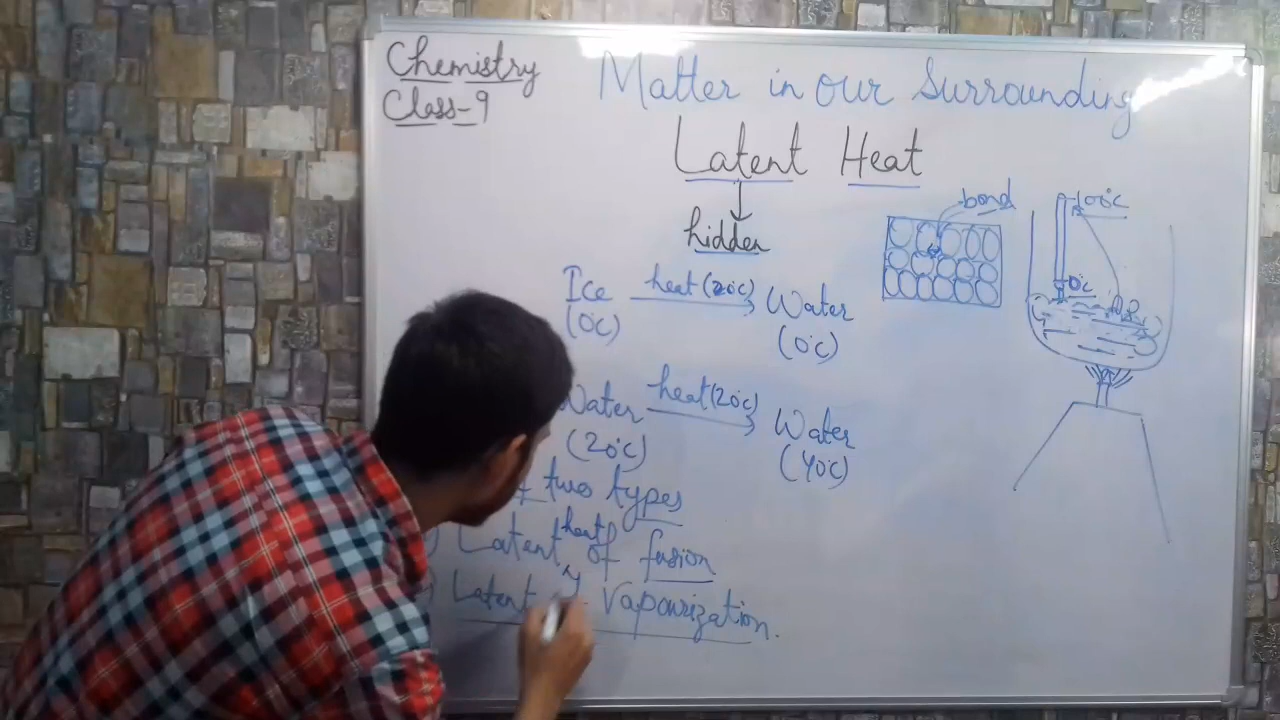 Chemistry
Class-9
Matter in our Surrounding
Latent Heat
hidden
bond
100°C
0°C
Ice heat (20°C) Water
(0°C) (0°C)
Water heat (20°C) Water
(20°C) (40°C)
two types
Latent heat of fusion
Latent Vapourization.